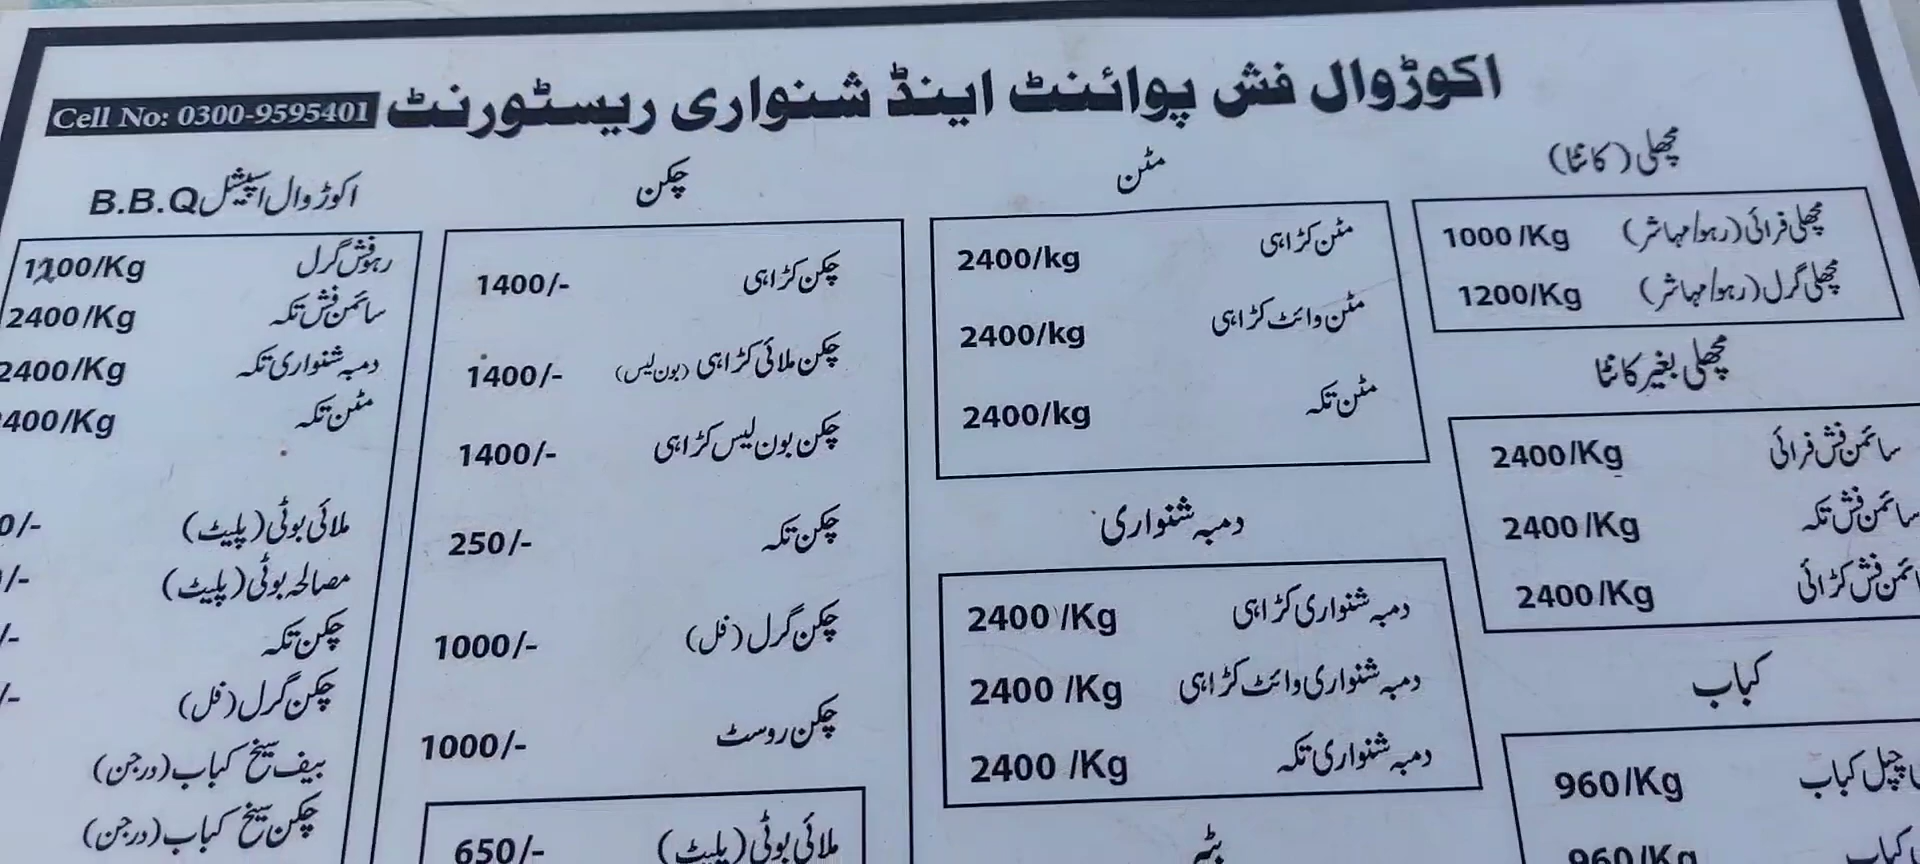 اکوڑوال فش پوائنٹ اینڈ شنواری ریسٹورنٹ Cell No: 0300-9595401
مچھلی (کانٹا)
مچھلی فرائی (رہو/مہاشر) 1000/Kg
مچھلی گرل (رہو/مہاشر) 1200/Kg
مچھلی بغیر کانٹا
سائمن فش فرائی 2400/Kg
سائمن فش تکہ 2400/Kg
سائمن فش کڑائی 2400/Kg
کباب
چپل کباب 960/Kg
کباب 960/Kg
مٹن
مٹن کڑاہی 2400/kg
مٹن وائٹ کڑاہی 2400/kg
مٹن تکہ 2400/kg
دمبہ شنواری
دمبہ شنواری کڑاہی 2400/Kg
دمبہ شنواری وائٹ کڑاہی 2400 /Kg
دمبہ شنواری تکہ 2400 /Kg
چکن
چکن کڑاہی 1400/-
چکن ملائی کڑاہی (بون لیس) 1400/-
چکن بون لیس کڑاہی 1400/-
چکن تکہ 250/-
چکن گرل (فل) 1000/-
چکن روسٹ 1000/-
ملائی بوٹی (پلیٹ) 650/-
اکوڑوال اسپیشل B.B.Q
رہو فش گرل
سائمن فش تکہ 2400/Kg
دمبہ شنواری تکہ 2400/Kg
مٹن تکہ 400/Kg
ملائی بوٹی (پلیٹ) 0/-
مصالحہ بوٹی (پلیٹ) /-
چکن تکہ /-
چکن گرل (فل) /-
بیف سیخ کباب (درجن)
چکن سیخ کباب (درجن)